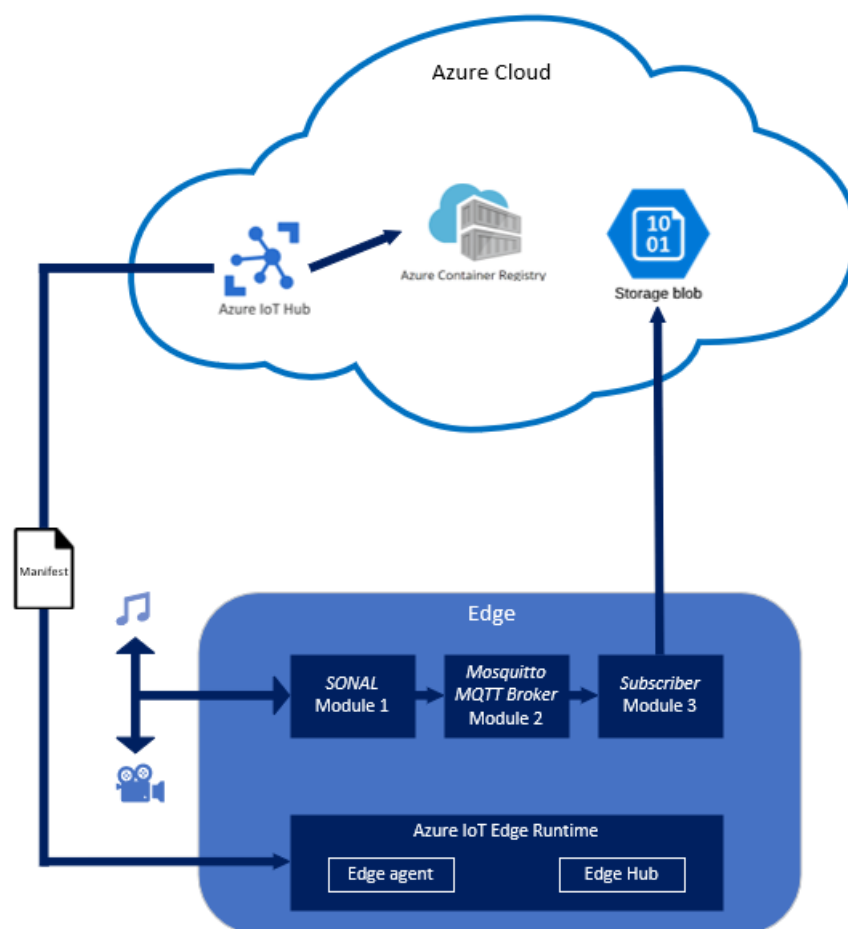 Azure Cloud
10
01
Azure Container Registry
Storage blob
Azure IoT Hub
Manifest
Edge
SONAL
Module 1
Mosquitto
MQTT Broker
Module 2
Subscriber
Module 3
Azure IoT Edge Runtime
Edge agent
Edge Hub